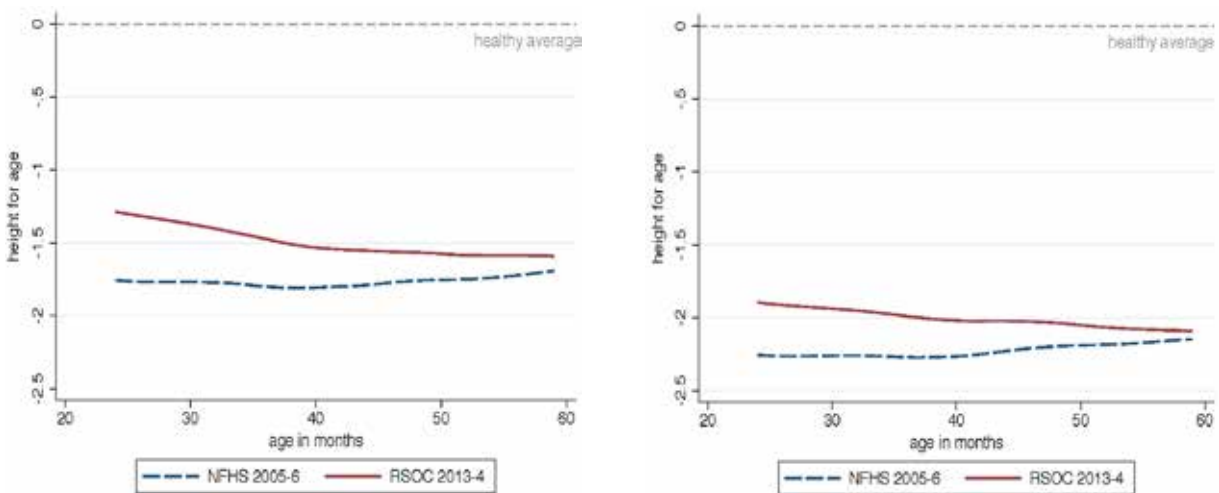 0
healthy average
-.5
-1
-1.5
-2
-2.5
height for age
20 30 40 50 60
age in months
NFHS 2005-6 RSOC 2013-4
0
healthy average
-.5
-1
-1.5
-2
-2.5
height for age
20 30 40 50 60
age in months
NFHS 2005-6 RSOC 2013-4